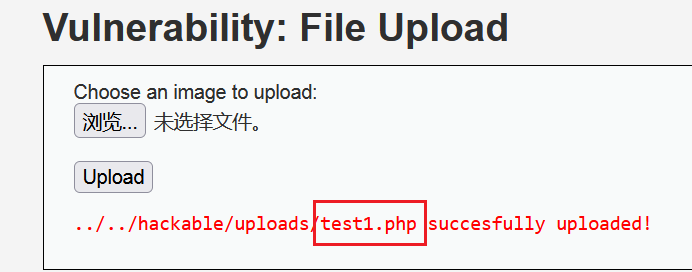 Vulnerability: File Upload
Choose an image to upload:
浏览... 未选择文件。
Upload
../../hackable/uploads/test1.php succesfully uploaded!